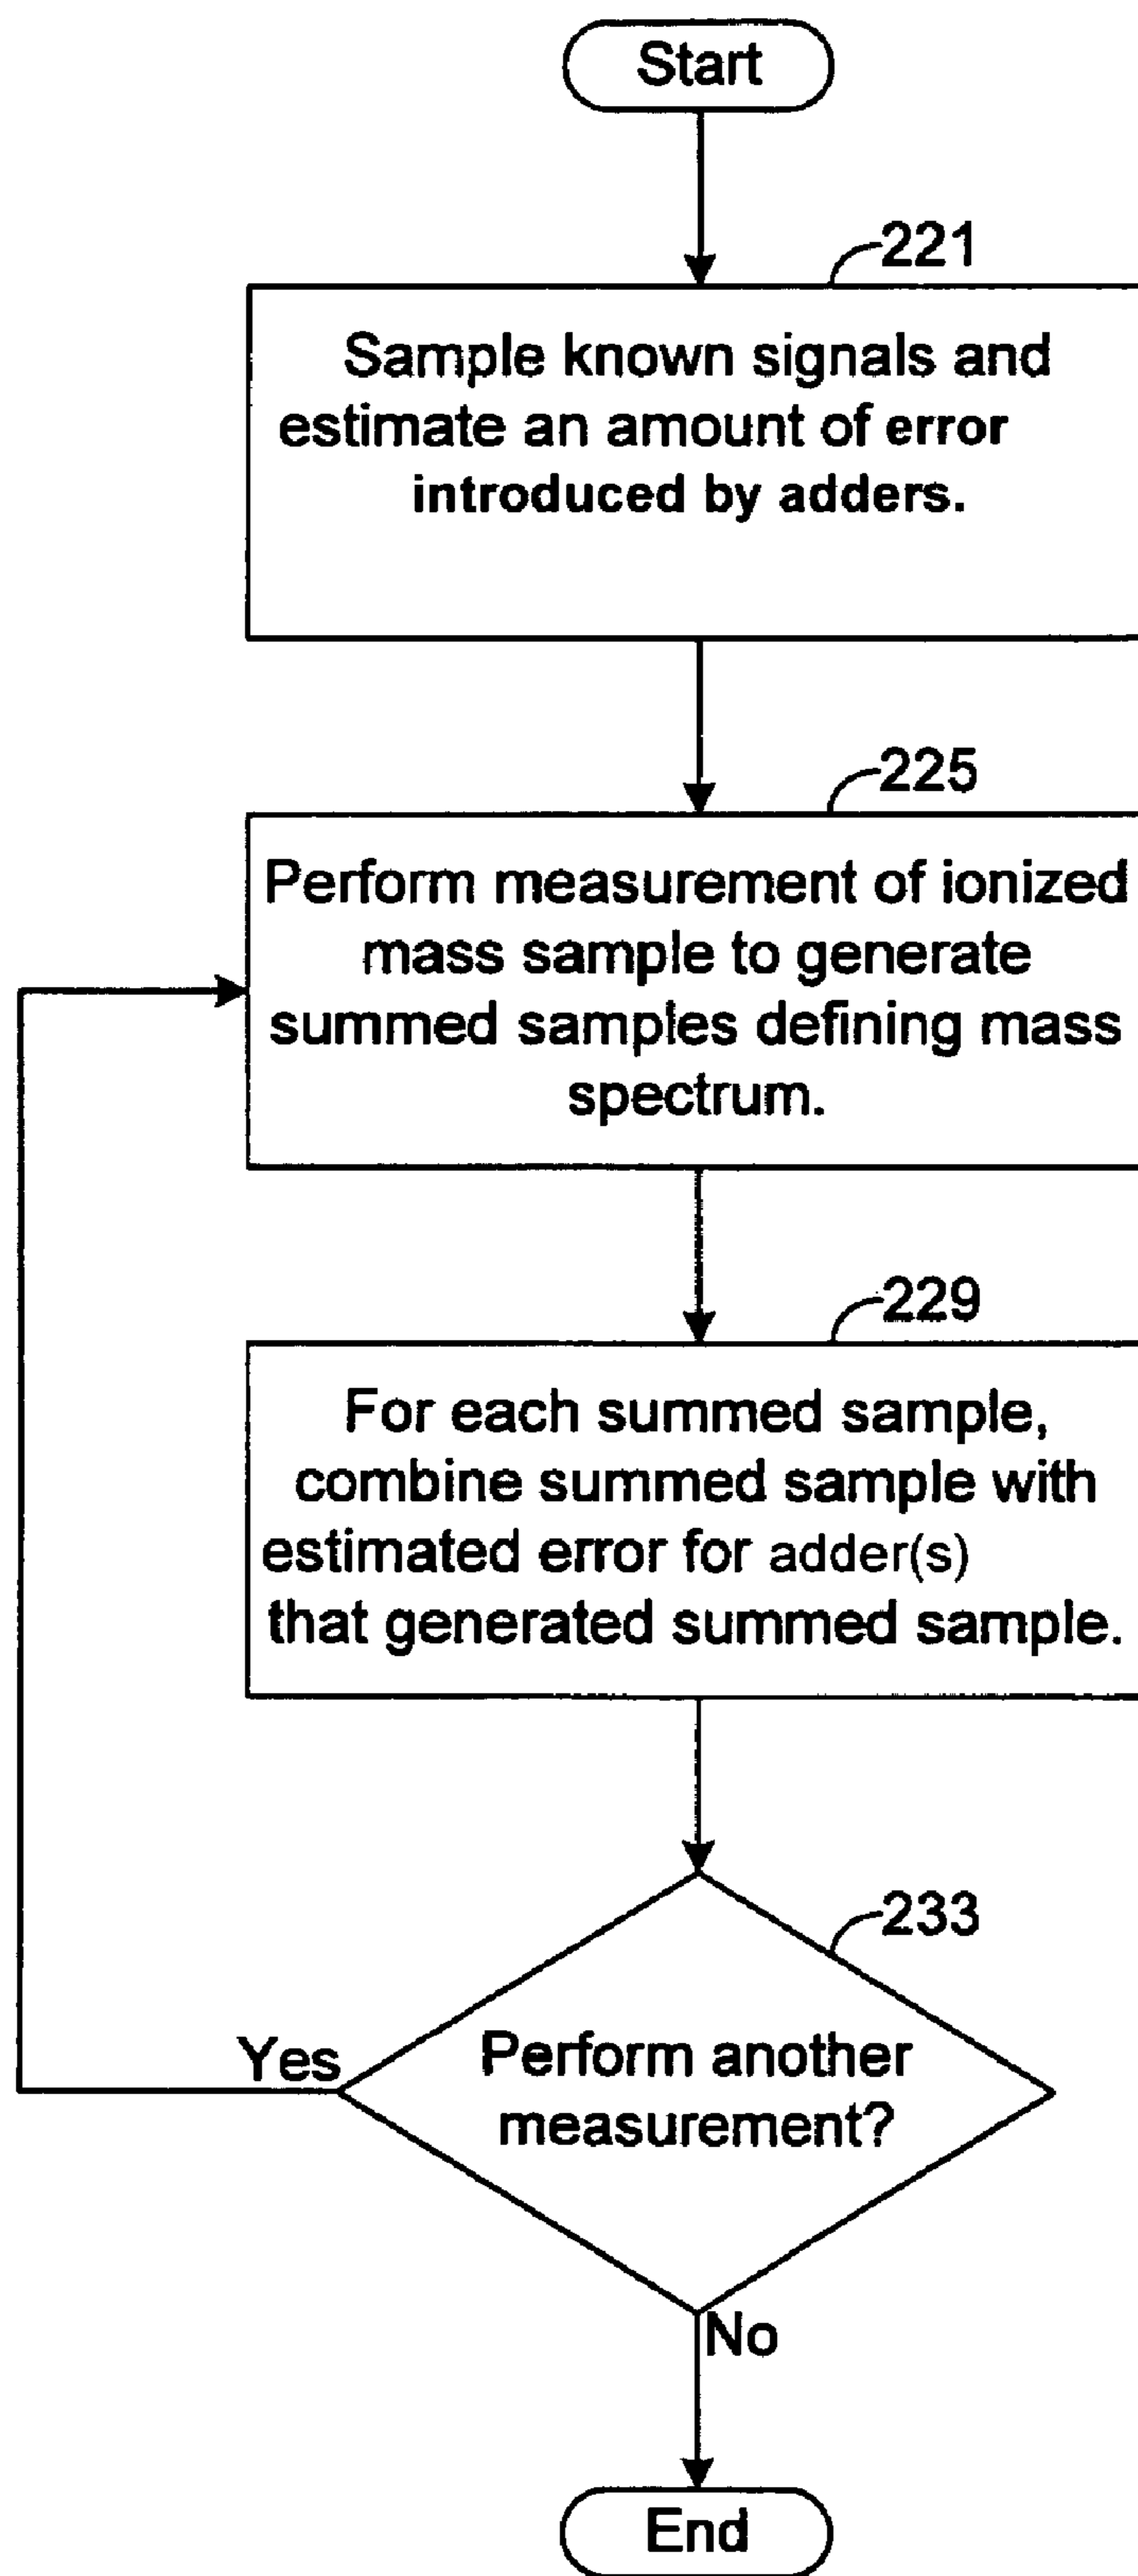 Start
221
Sample known signals and
estimate an amount of error
introduced by adders.
225
Perform measurement of ionized
mass sample to generate
summed samples defining mass
spectrum.
229
For each summed sample,
combine summed sample with
estimated error for adder(s)
that generated summed sample.
233
Perform another
measurement?
Yes
No
End